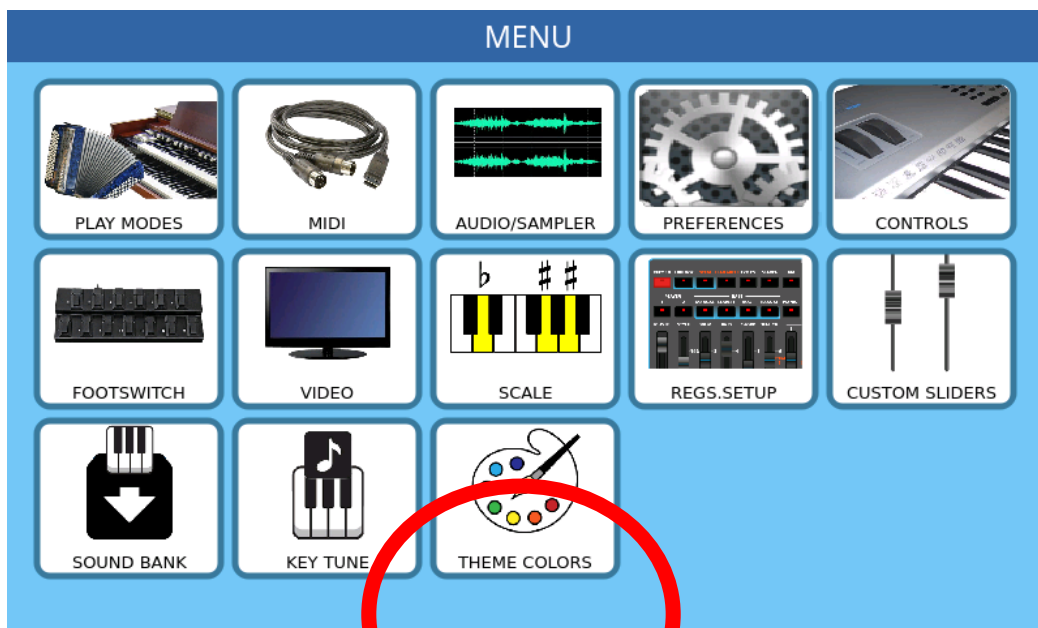 MENU
PLAY MODES
MIDI
AUDIO/SAMPLER
PREFERENCES
CONTROLS
FOOTSWITCH
VIDEO
SCALE
REGS.SETUP
CUSTOM SLIDERS
SOUND BANK
KEY TUNE
THEME COLORS